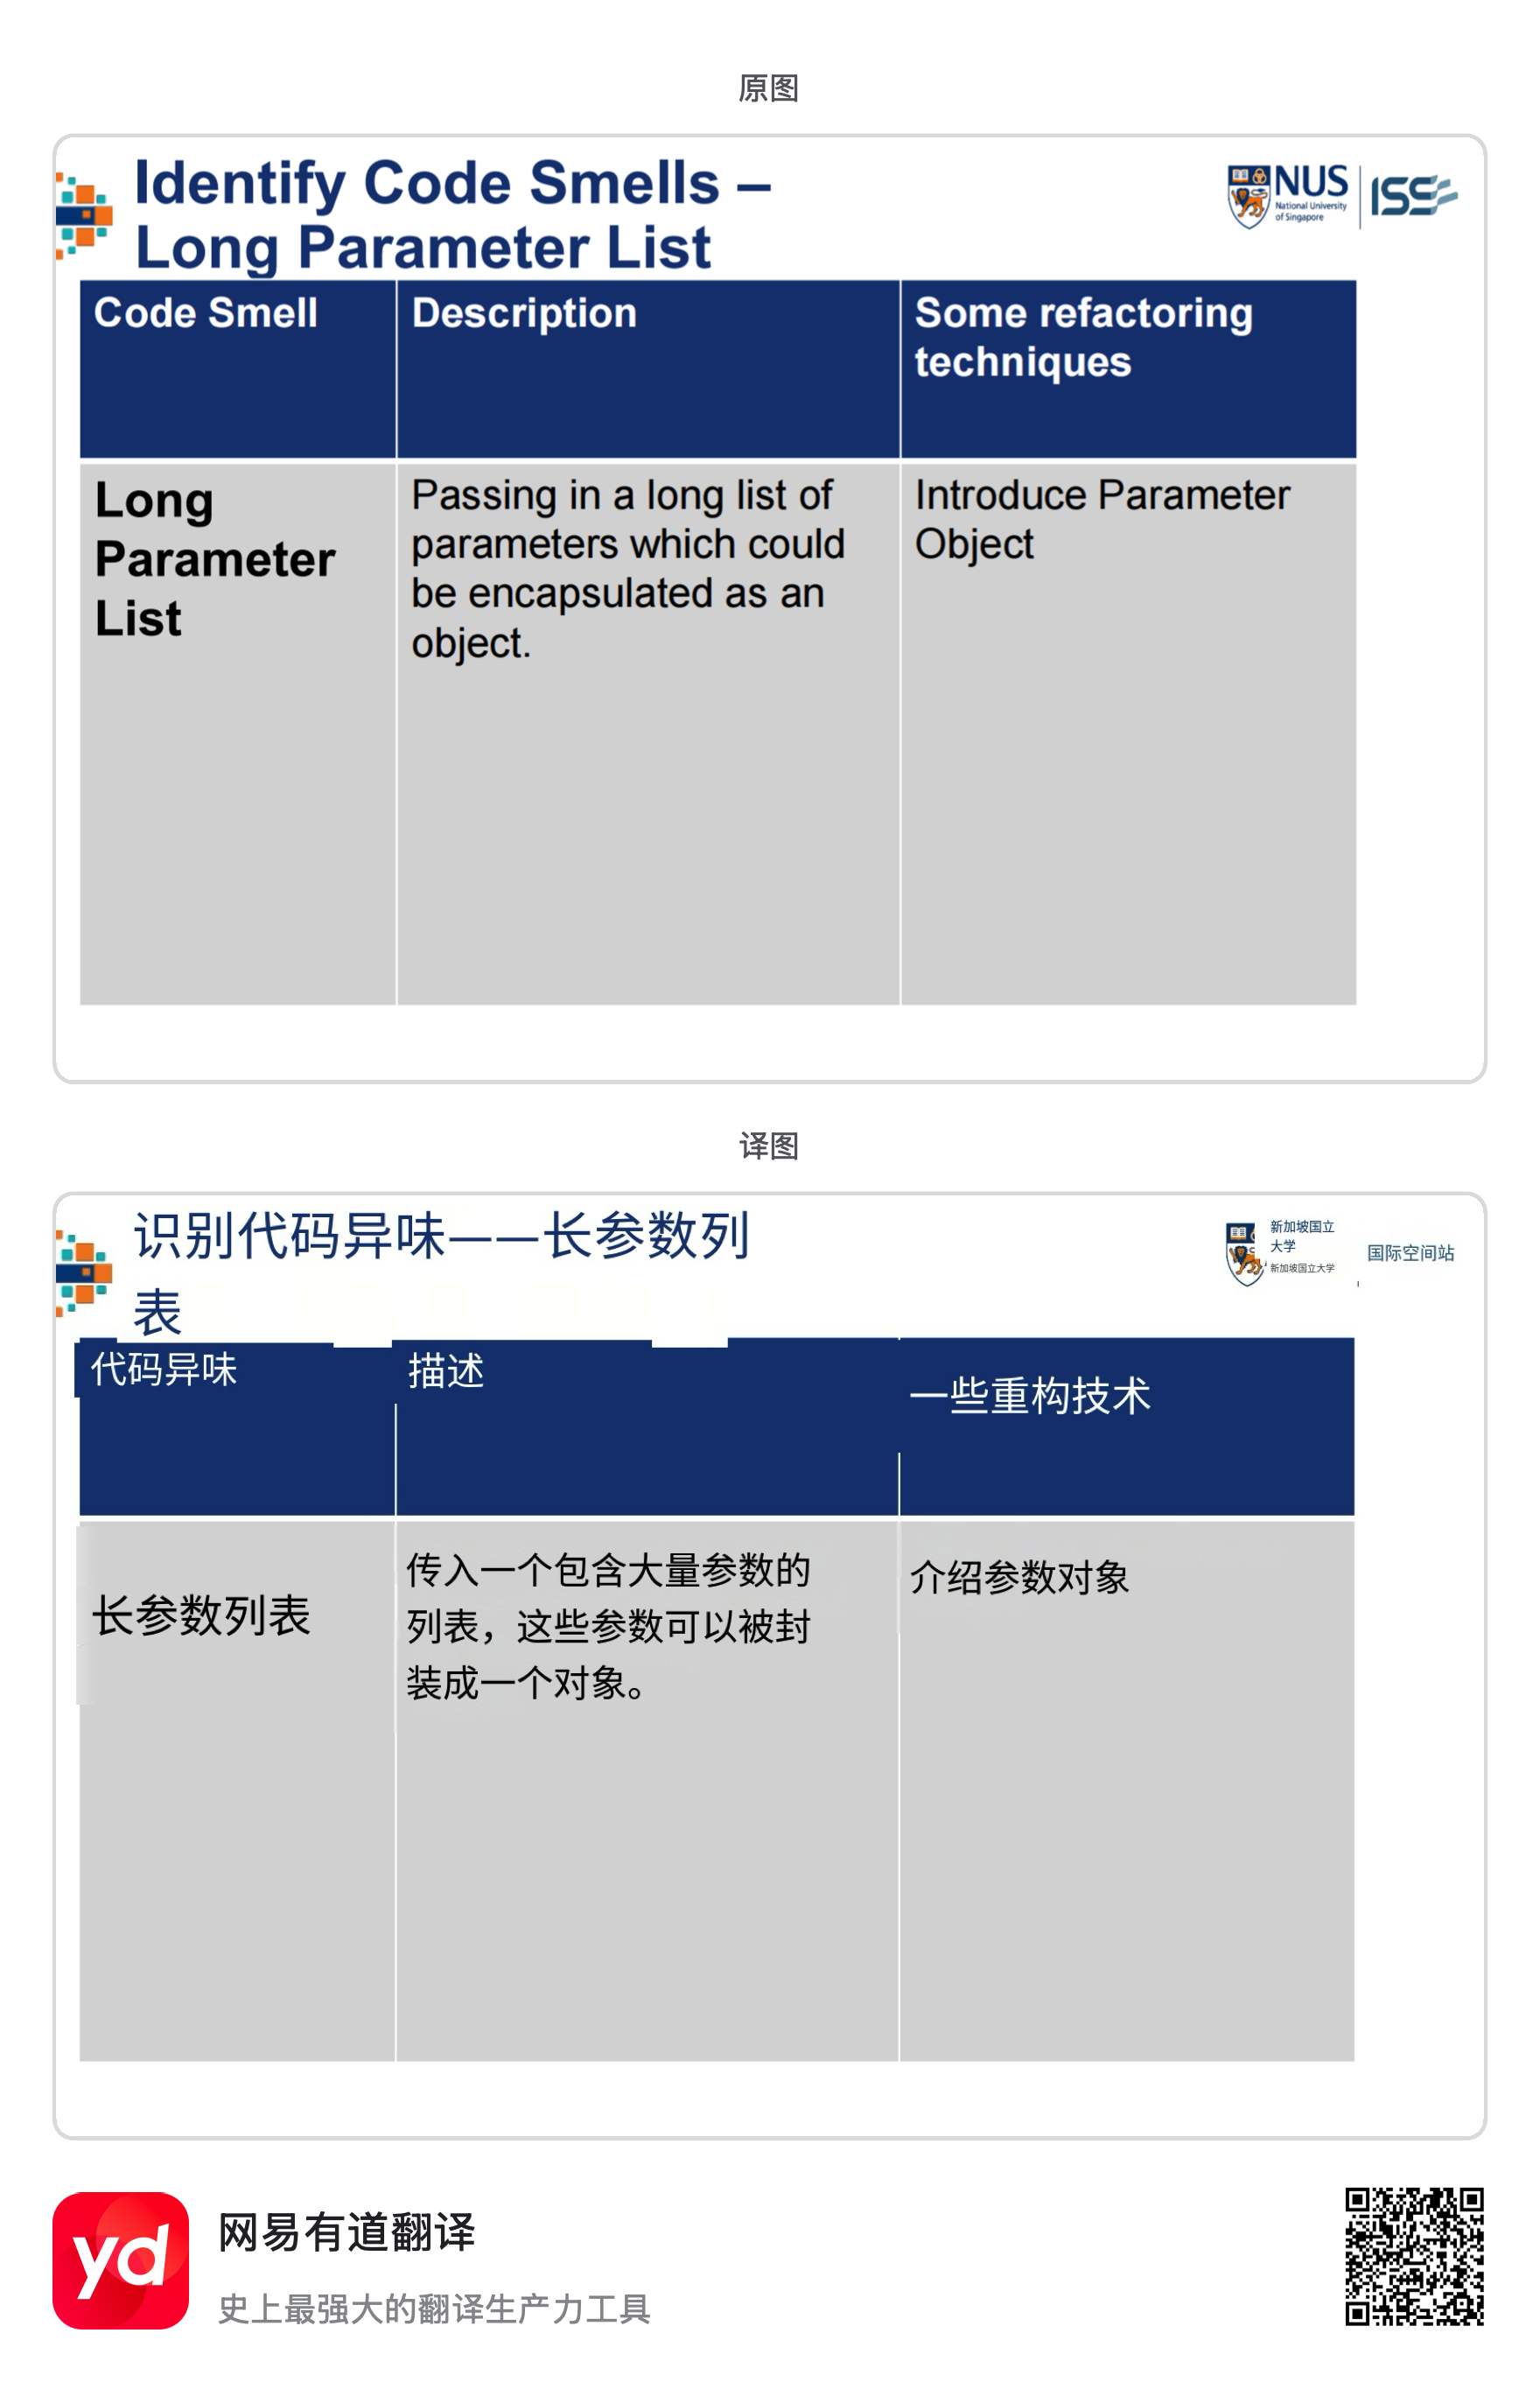 原图
Identify Code Smells –
Long Parameter List
NUS
National University
of Singapore
ISS
Code Smell
Description
Some refactoring
techniques
Long
Parameter
List
Passing in a long list of
parameters which could
be encapsulated as an
object.
Introduce Parameter
Object
译图
识别代码异味——长参数列
表
新加坡国立
大学
新加坡国立大学
国际空间站
代码异味
描述
一些重构技术
长参数列表
传入一个包含大量参数的
列表，这些参数可以被封
装成一个对象。
介绍参数对象
yd
网易有道翻译
史上最强大的翻译生产力工具